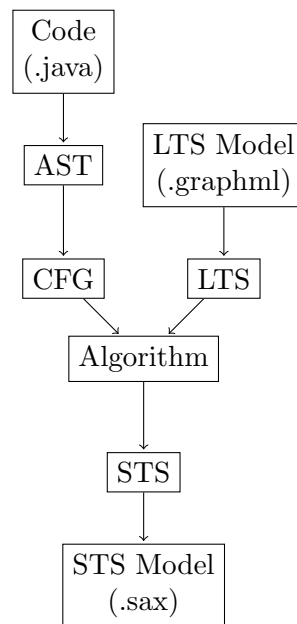 Code
(.java)
AST
LTS Model
(.graphml)
CFG
LTS
Algorithm
STS
STS Model
(.sax)